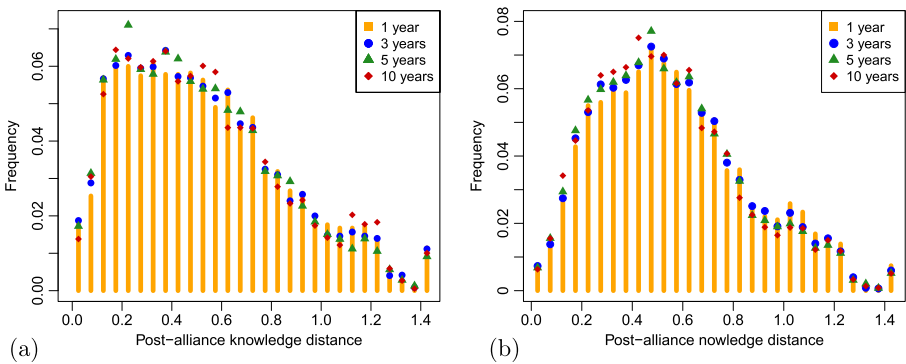 1 year
3 years
5 years
10 years
Frequency
0.00
0.02
0.04
0.06
0.0 0.2 0.4 0.6 0.8 1.0 1.2 1.4
Post-alliance knowledge distance
(a)
1 year
3 years
5 years
10 years
Frequency
0
0.02
0.04
0.06
0.08
0.0 0.2 0.4 0.6 0.8 1.0 1.2 1.4
Post-alliance nowledge distance
(b)